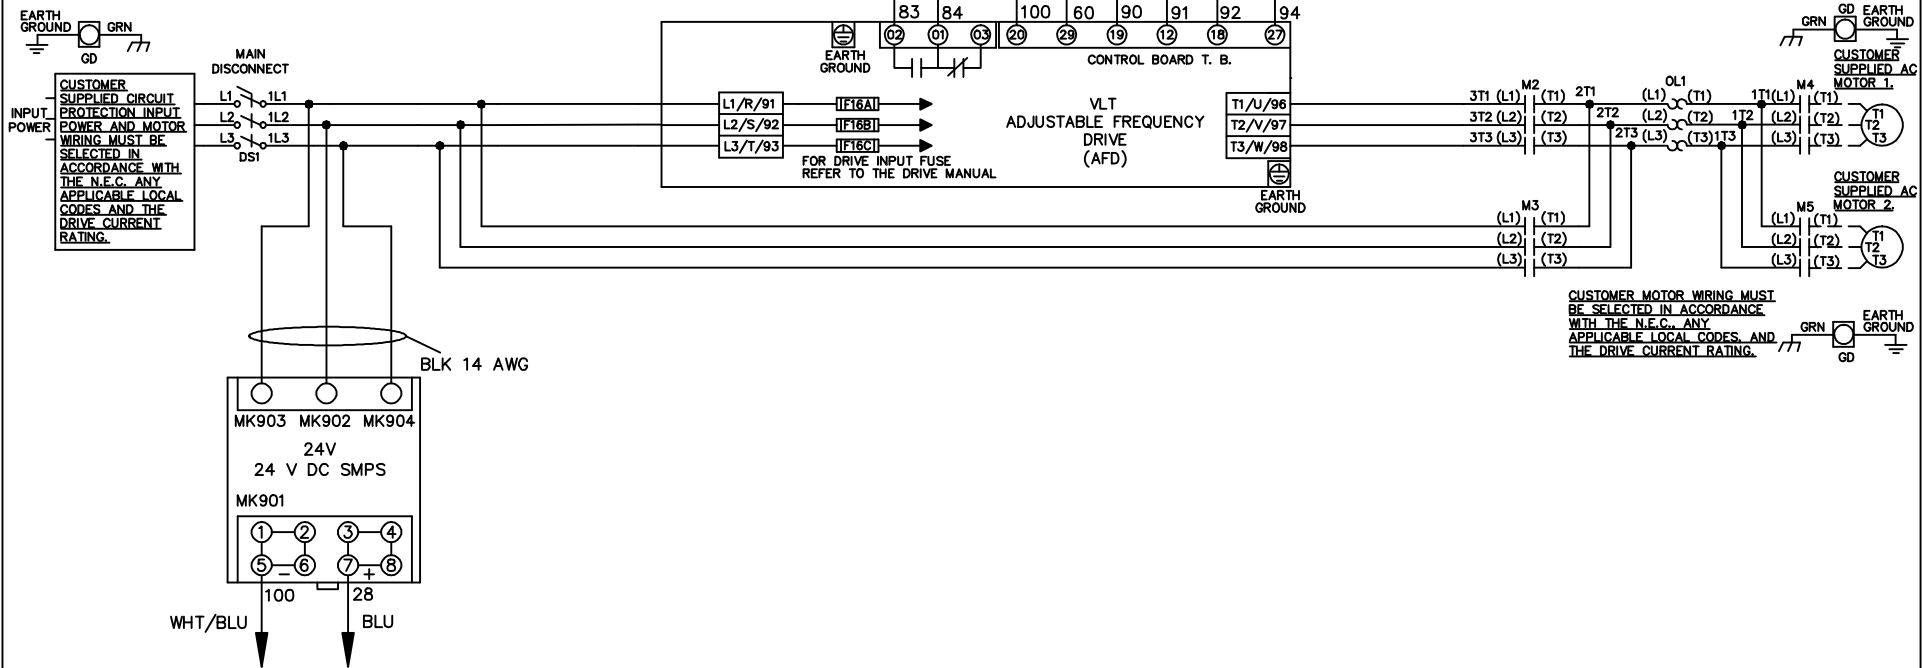 EARTH
GROUND
GRN
GD
83 84 100 60 90 91 92 94
02 01 03 20 29 19 12 18 27
EARTH
GROUND
CONTROL BOARD T. B.
GD EARTH
GRN GROUND
MAIN
DISCONNECT
INPUT
POWER
CUSTOMER
SUPPLIED CIRCUIT
PROTECTION INPUT
POWER AND MOTOR
WIRING MUST BE
SELECTED IN
ACCORDANCE WITH
THE N.E.C. ANY
APPLICABLE LOCAL
CODES AND THE
DRIVE CURRENT
RATING.
L1 1L1
L2 1L2
L3 1L3
DS1
L1/R/91 IF16A
L2/S/92 IF16B
L3/T/93 IF16C
FOR DRIVE INPUT FUSE
REFER TO THE DRIVE MANUAL
VLT
ADJUSTABLE FREQUENCY
DRIVE
(AFD)
T1/U/96
T2/V/97
T3/W/98
EARTH
GROUND
M2 OL1 M4
3T1 (L1) (T1) 2T1 (L1) (T1) 1T1 (L1) (T1)
3T2 (L2) (T2) 2T2 (L2) (T2) 1T2 (L2) (T2)
3T3 (L3) (T3) 2T3 (L3) (T3) 1T3 (L3) (T3)
CUSTOMER
SUPPLIED AC
MOTOR 1.
T1
T2
T3
CUSTOMER
SUPPLIED AC
MOTOR 2.
M3 M5
(L1) (T1) (L1) (T1)
(L2) (T2) (L2) (T2)
(L3) (T3) (L3) (T3)
T1
T2
T3
CUSTOMER MOTOR WIRING MUST
BE SELECTED IN ACCORDANCE
WITH THE N.E.C., ANY
APPLICABLE LOCAL CODES, AND
THE DRIVE CURRENT RATING.
EARTH
GRN GROUND
GD
BLK 14 AWG
MK903 MK902 MK904
24V
24 V DC SMPS
MK901
1 2 3 4
5 6 7 8
- +
100 28
WHT/BLU BLU